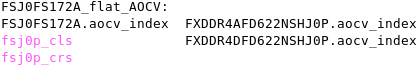 FSJ0FS172A_flat_AOCV:
FSJ0FS172A.aocv_index  FXDDR4AFD622NSHJ0P.aocv_index
fsj0p_cls              FXDDR4DFD622NSHJ0P.aocv_index
fsj0p_crs